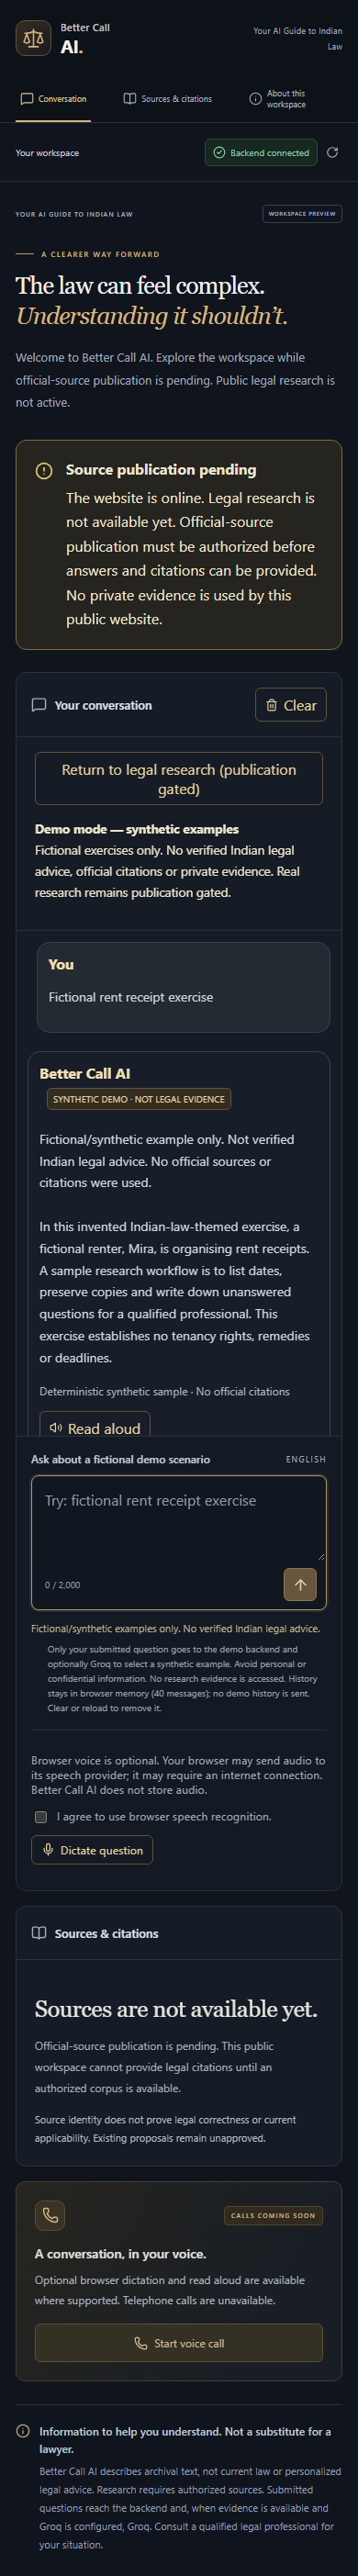 Better Call
AI.
Your AI Guide to Indian
Law
Conversation
Sources & citations
About this
workspace
Your workspace
Backend connected
YOUR AI GUIDE TO INDIAN LAW
WORKSPACE PREVIEW
A CLEARER WAY FORWARD
The law can feel complex.
Understanding it shouldn't.
Welcome to Better Call AI. Explore the workspace while
official-source publication is pending. Public legal research is
not active.
Source publication pending
The website is online. Legal research is
not available yet. Official-source
publication must be authorized before
answers and citations can be provided.
No private evidence is used by this
public website.
Your conversation
Clear
Return to legal research (publication
gated)
Demo mode — synthetic examples
Fictional exercises only. No verified Indian legal
advice, official citations or private evidence. Real
research remains publication gated.
You
Fictional rent receipt exercise
Better Call AI
SYNTHETIC DEMO · NOT LEGAL EVIDENCE
Fictional/synthetic example only. Not verified
Indian legal advice. No official sources or
citations were used.
In this invented Indian-law-themed exercise, a
fictional renter, Mira, is organising rent receipts.
A sample research workflow is to list dates,
preserve copies and write down unanswered
questions for a qualified professional. This
exercise establishes no tenancy rights, remedies
or deadlines.
Deterministic synthetic sample · No official citations
Read aloud
Ask about a fictional demo scenario
ENGLISH
Try: fictional rent receipt exercise
0 / 2,000
Fictional/synthetic examples only. No verified Indian legal advice.
Only your submitted question goes to the demo backend and
optionally Groq to select a synthetic example. Avoid personal or
confidential information. No research evidence is accessed. History
stays in browser memory (40 messages); no demo history is sent.
Clear or reload to remove it.
Browser voice is optional. Your browser may send audio to
its speech provider; it may require an internet connection.
Better Call AI does not store audio.
I agree to use browser speech recognition.
Dictate question
Sources & citations
Sources are not available yet.
Official-source publication is pending. This public
workspace cannot provide legal citations until an
authorized corpus is available.
Source identity does not prove legal correctness or current
applicability. Existing proposals remain unapproved.
CALLS COMING SOON
A conversation, in your voice.
Optional browser dictation and read aloud are available
where supported. Telephone calls are unavailable.
Start voice call
Information to help you understand. Not a substitute for a
lawyer.
Better Call AI describes archival text, not current law or personalized
legal advice. Research requires authorized sources. Submitted
questions reach the backend and, when evidence is available and
Groq is configured, Groq. Consult a qualified legal professional for
your situation.